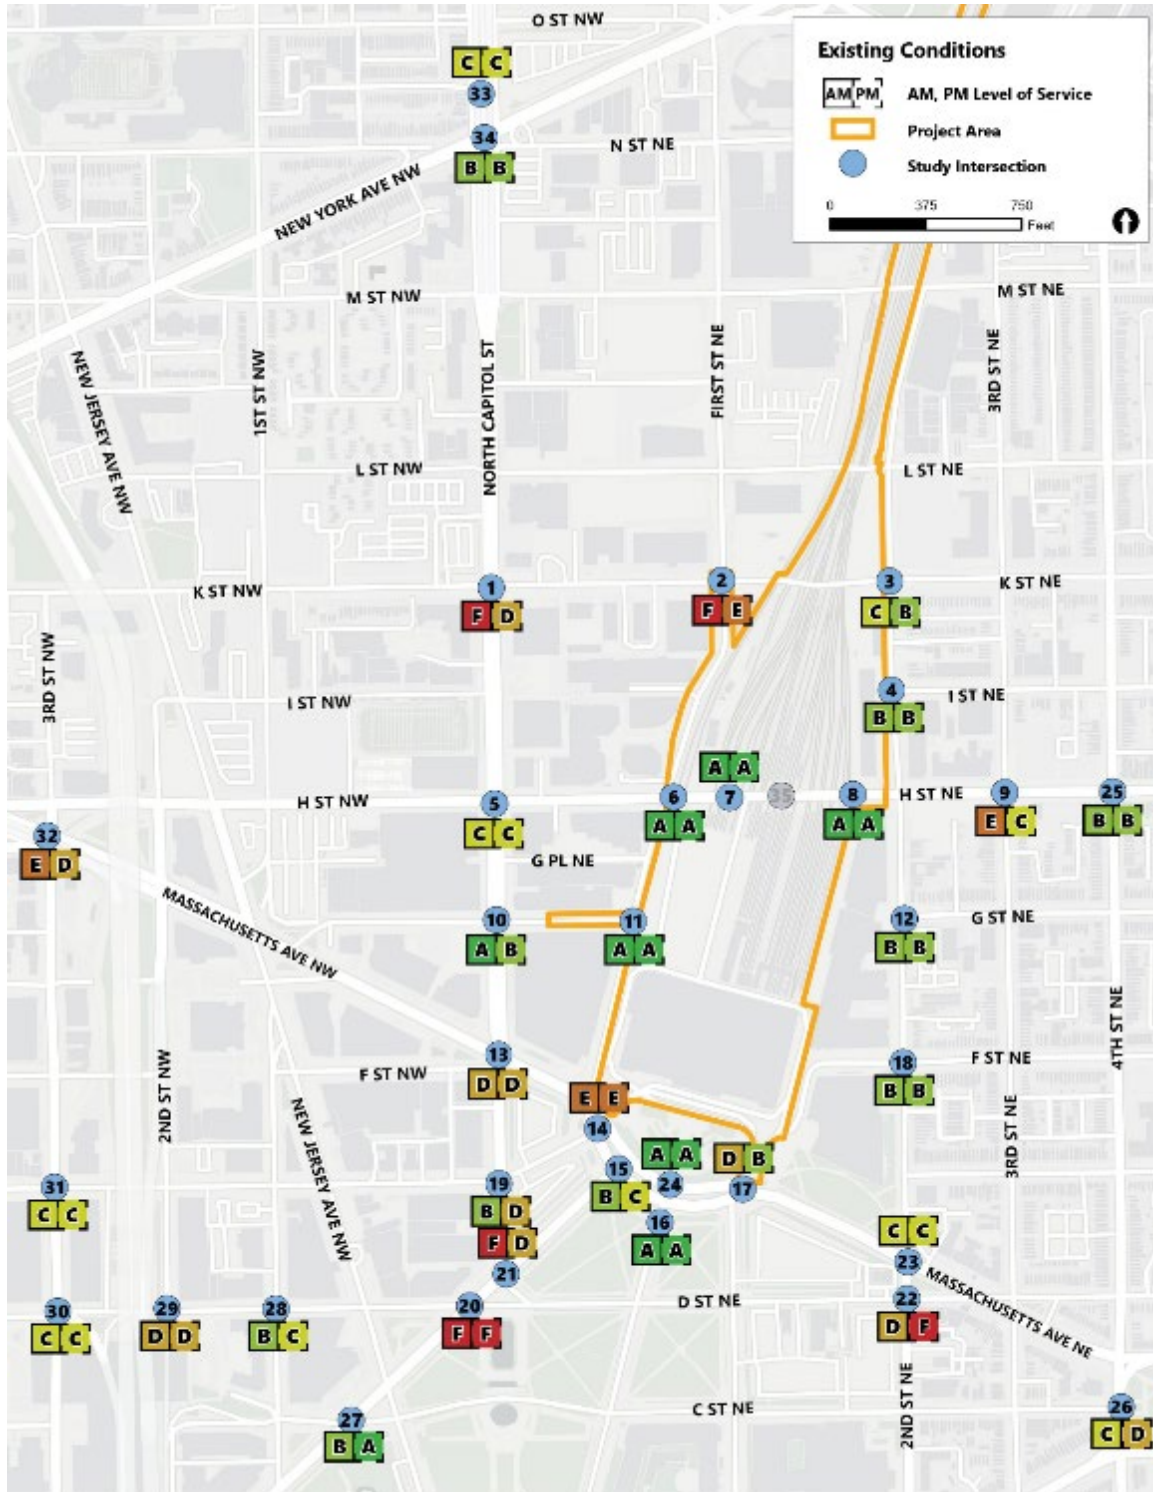 O ST NW
Existing Conditions
AM PM AM, PM Level of Service
Project Area
Study Intersection
0 375 750
Feet
C C
33
34
B B
N ST NE
NEW YORK AVE NW
M ST NW
M ST NE
NEW JERSEY AVE NW
1ST ST NW
NORTH CAPITOL ST
FIRST ST NE
3RD ST NE
L ST NW
L ST NE
K ST NW
1
F D
2
F E
3
C B
K ST NE
3RD ST NW
I ST NW
4
B B
I ST NE
A A
H ST NW
5
C C
6
A A
7
35
8
A A
H ST NE
9
E C
25
B B
32
E D
G PL NE
MASSACHUSETTS AVE NW
10
A B
11
A A
12
B B
G ST NE
4TH ST NE
2ND ST NW
F ST NW
13
D D
E E
14
18
B B
F ST NE
NEW JERSEY AVE NW
3RD ST NE
A A
24
D B
17
15
B C
16
A A
31
C C
19
B D
F D
21
C C
23
MASSACHUSETTS AVE NE
30
C C
29
D D
28
B C
20
F F
D ST NE
22
D F
2ND ST NE
C ST NE
27
B A
26
C D